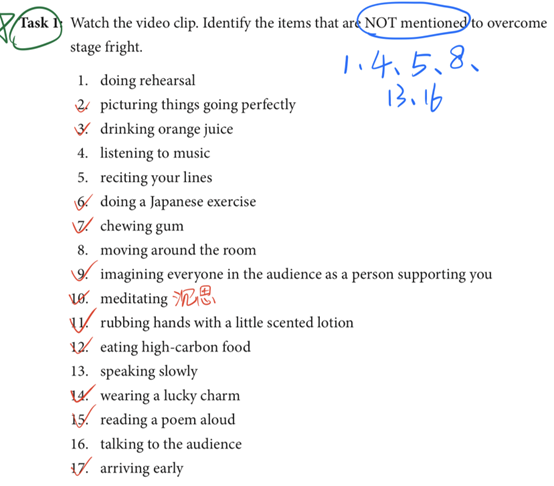 Task 1: Watch the video clip. Identify the items that are NOT mentioned to overcome
stage fright.
1、4、5、8、
13、16
1. doing rehearsal
2. picturing things going perfectly
3. drinking orange juice
4. listening to music
5. reciting your lines
6. doing a Japanese exercise
7. chewing gum
8. moving around the room
9. imagining everyone in the audience as a person supporting you
10. meditating 沉思
11. rubbing hands with a little scented lotion
12. eating high-carbon food
13. speaking slowly
14. wearing a lucky charm
15. reading a poem aloud
16. talking to the audience
17. arriving early